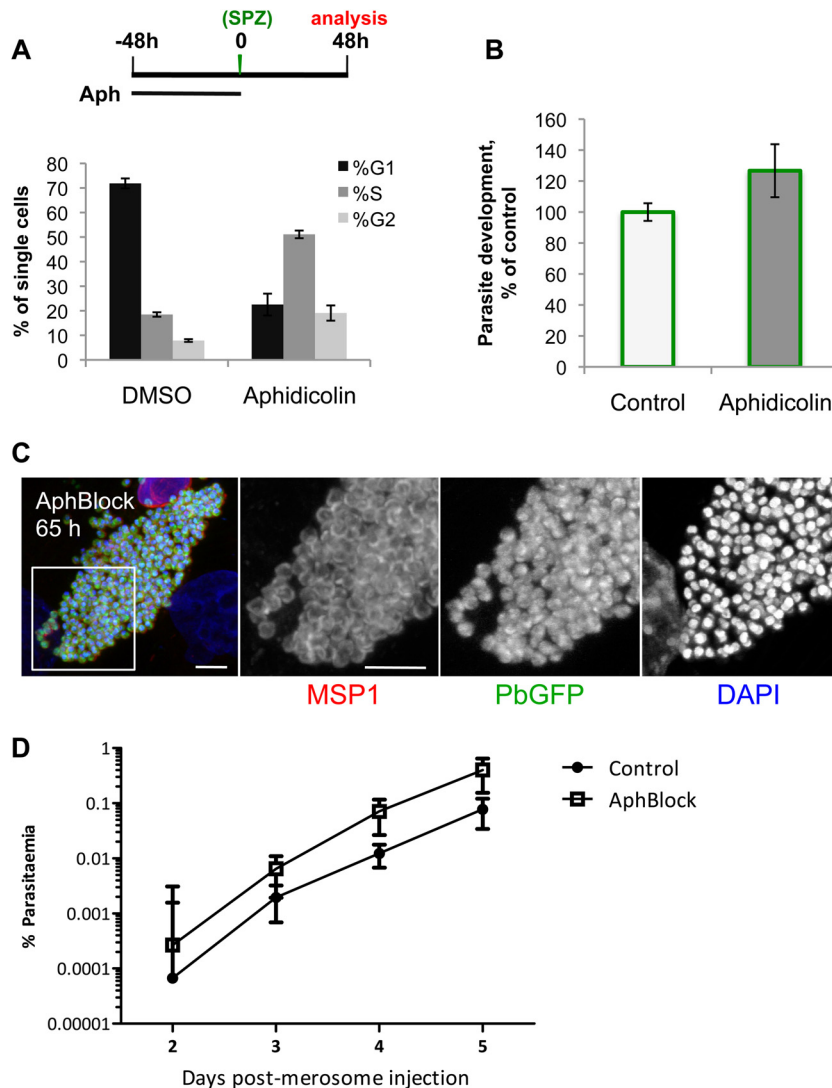 A
(SPZ)
analysis
-48h
0
48h
Aph
% of single cells
80
70
60
50
40
30
20
10
0
%G1
%S
%G2
DMSO
Aphidicolin
B
Parasite development,
% of control
160
140
120
100
80
60
40
20
0
Control
Aphidicolin
C
AphBlock
65 h
MSP1
PbGFP
DAPI
D
% Parasitaemia
1
0.1
0.01
0.001
0.0001
0.00001
2
3
4
5
Days post-merosome injection
Control
AphBlock